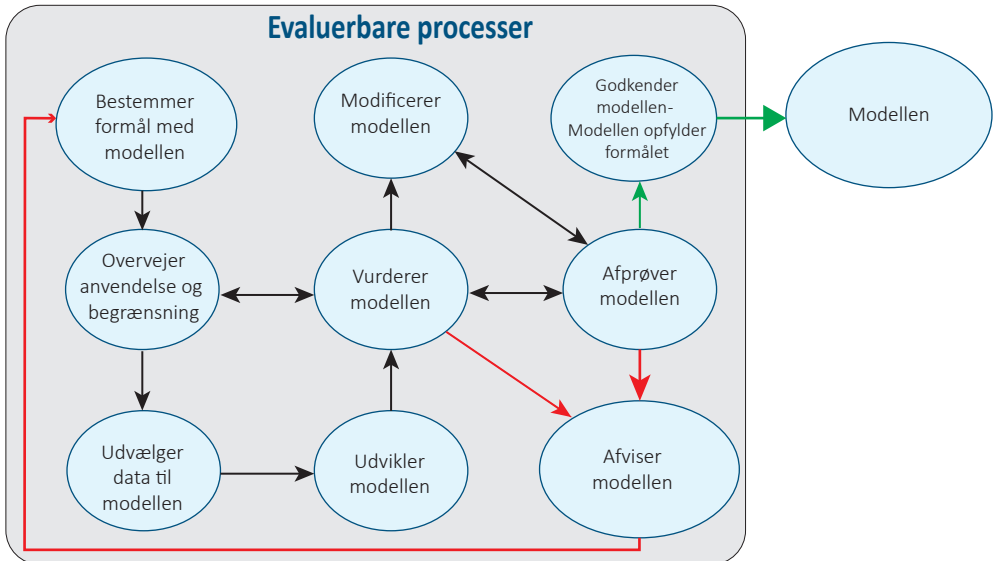 Evaluerbare processer
Bestemmer
formål med
modellen
Modificerer
modellen
Godkender
modellen-
Modellen opfylder
formålet
Modellen
Overvejer
anvendelse og
begrænsning
Vurderer
modellen
Afprøver
modellen
Udvælger
data til
modellen
Udvikler
modellen
Afviser
modellen